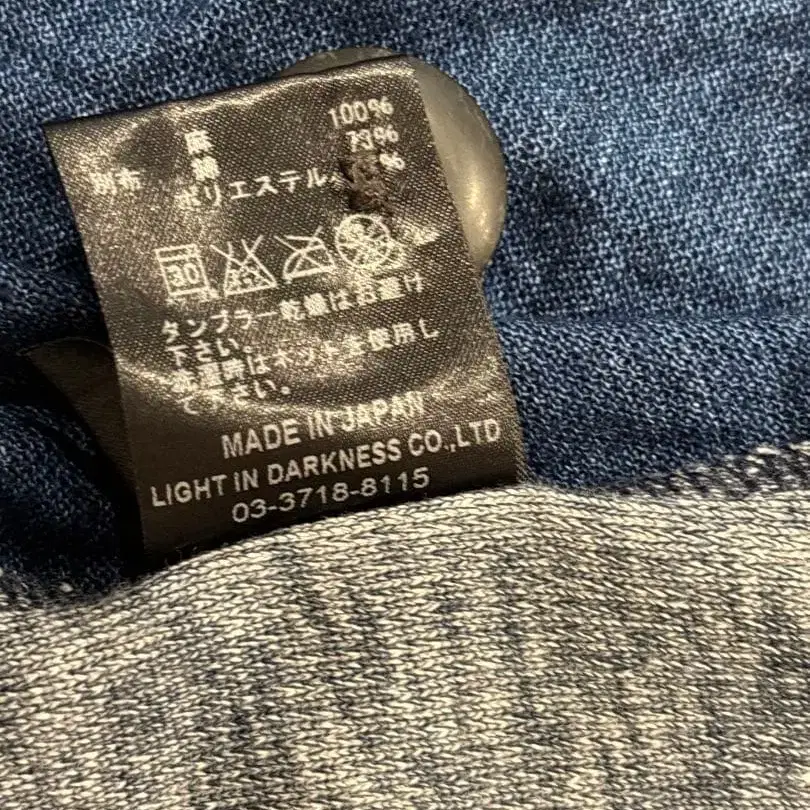 麻 100%
別布 綿 73%
ポリエステル %
30
タンブラー乾燥はお避け
下さい。
洗濯時はネットを使用し
て下さい。
MADE IN JAPAN
LIGHT IN DARKNESS CO.,LTD
03-3718-8115